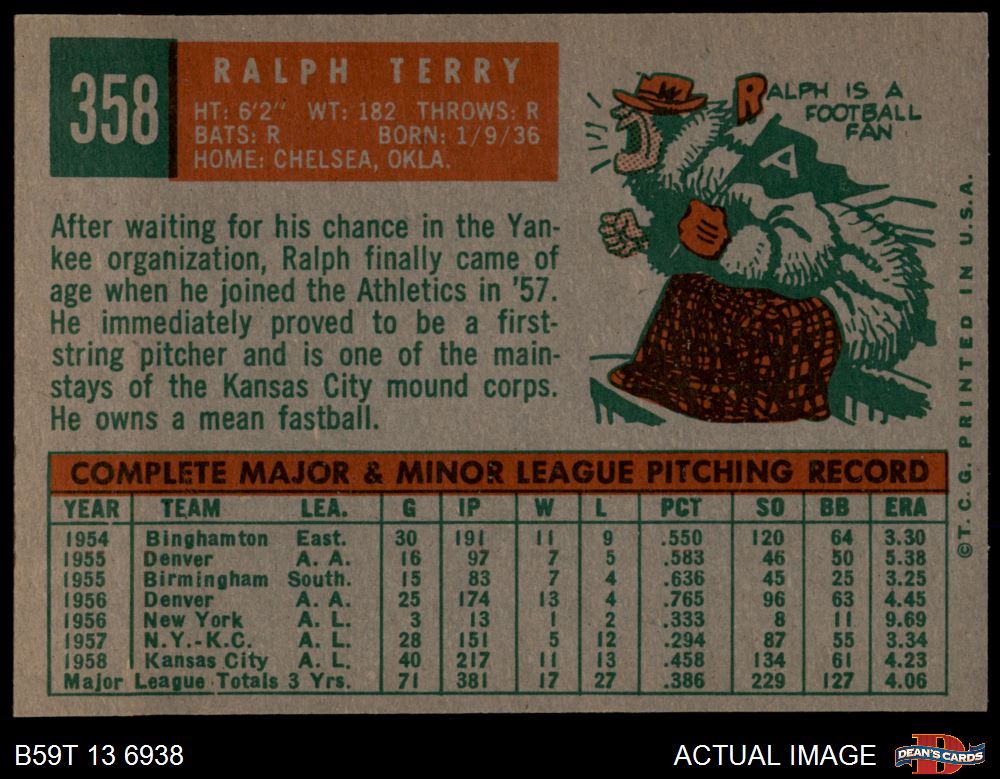 358
RALPH TERRY
HT: 6'2" WT: 182 THROWS: R
BATS: R BORN: 1/9/36
HOME: CHELSEA, OKLA.
RALPH IS A
FOOTBALL
FAN
A
After waiting for his chance in the Yan-
kee organization, Ralph finally came of
age when he joined the Athletics in '57.
He immediately proved to be a first-
string pitcher and is one of the main-
stays of the Kansas City mound corps.
He owns a mean fastball.
COMPLETE MAJOR & MINOR LEAGUE PITCHING RECORD
YEAR TEAM LEA. G IP W L PCT SO BB ERA
1954 Binghamton East. 30 191 11 9 .550 120 64 3.30
1955 Denver A. A. 16 97 7 5 .583 46 50 5.38
1955 Birmingham South. 15 83 7 4 .636 45 25 3.25
1956 Denver A. A. 25 174 13 4 .765 96 63 4.45
1956 New York A. L. 3 13 1 2 .333 8 11 9.69
1957 N.Y.-K.C. A. L. 28 151 5 12 .294 87 55 3.34
1958 Kansas City A. L. 40 217 11 13 .458 134 61 4.23
Major League Totals 3 Yrs. 71 381 17 27 .386 229 127 4.06
©T. C. G. PRINTED IN U.S.A.
B59T 13 6938
ACTUAL IMAGE
DEAN'S CARDS